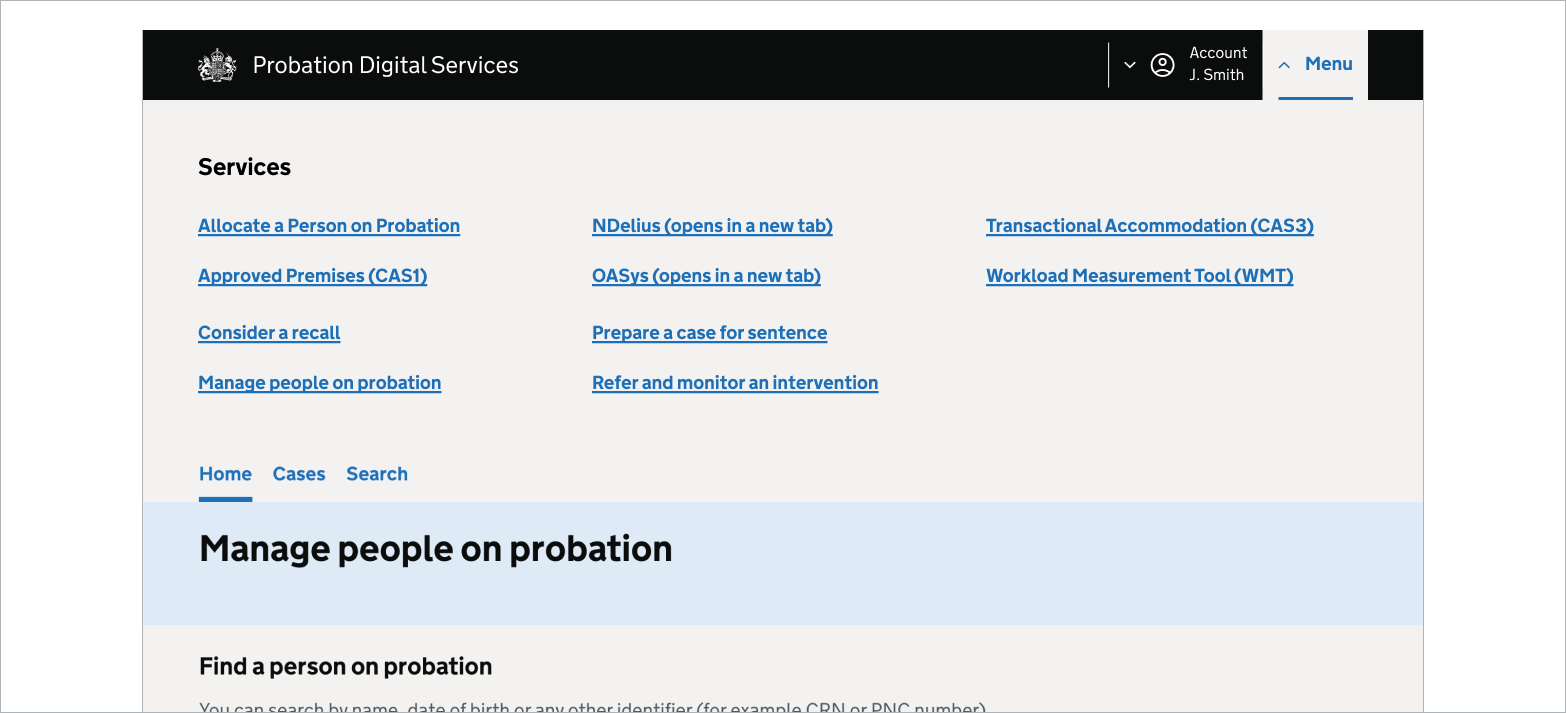 Probation Digital Services
Account
J. Smith
Menu
Services
Allocate a Person on Probation
Approved Premises (CAS1)
Consider a recall
Manage people on probation
NDelius (opens in a new tab)
OASys (opens in a new tab)
Prepare a case for sentence
Refer and monitor an intervention
Transactional Accommodation (CAS3)
Workload Measurement Tool (WMT)
Home Cases Search
Manage people on probation
Find a person on probation
You can search by name, date of birth or any other identifier (for example CRN or PNC number)